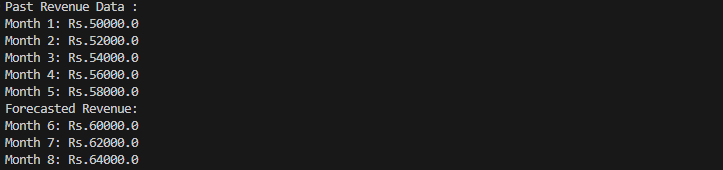 Past Revenue Data :
Month 1: Rs.50000.0
Month 2: Rs.52000.0
Month 3: Rs.54000.0
Month 4: Rs.56000.0
Month 5: Rs.58000.0
Forecasted Revenue:
Month 6: Rs.60000.0
Month 7: Rs.62000.0
Month 8: Rs.64000.0